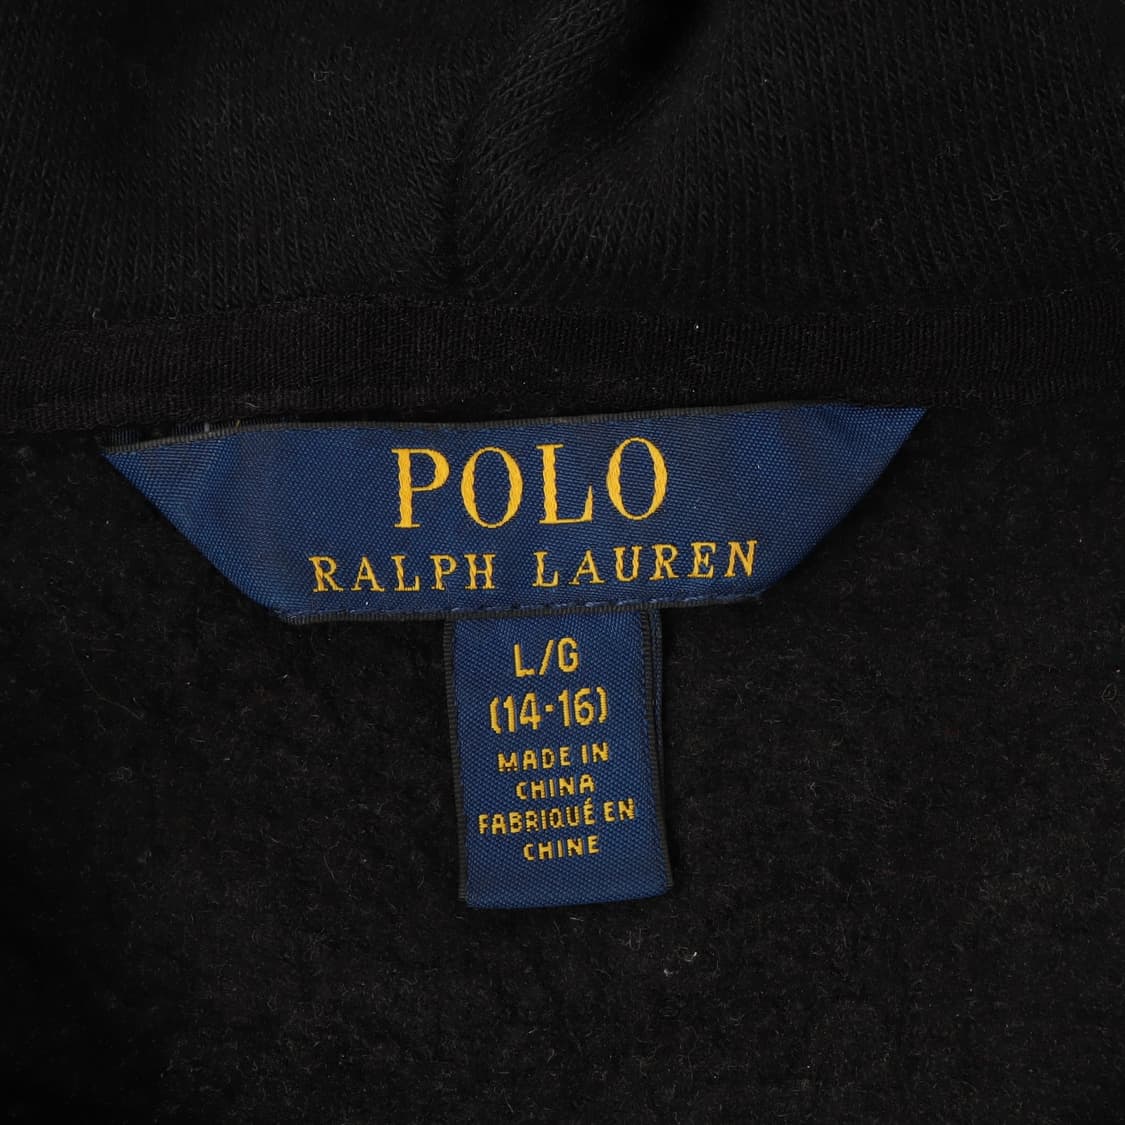 POLO
RALPH LAUREN
L/G
(14-16)
MADE IN
CHINA
FABRIQUÉ EN
CHINE